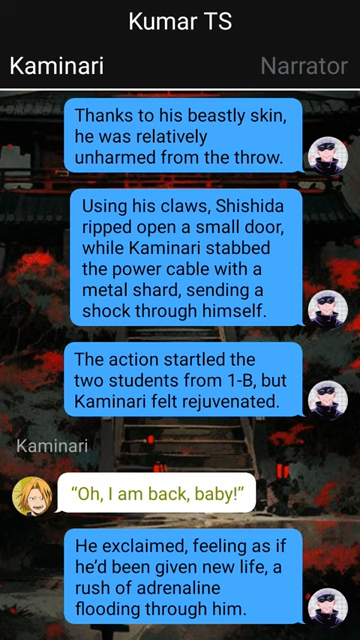 Kumar TS
Kaminari
Narrator
Thanks to his beastly skin,
he was relatively
unharmed from the throw.
Using his claws, Shishida
ripped open a small door,
while Kaminari stabbed
the power cable with a
metal shard, sending a
shock through himself.
The action startled the
two students from 1-B, but
Kaminari felt rejuvenated.
Kaminari
“Oh, I am back, baby!”
He exclaimed, feeling as if
he’d been given new life, a
rush of adrenaline
flooding through him.